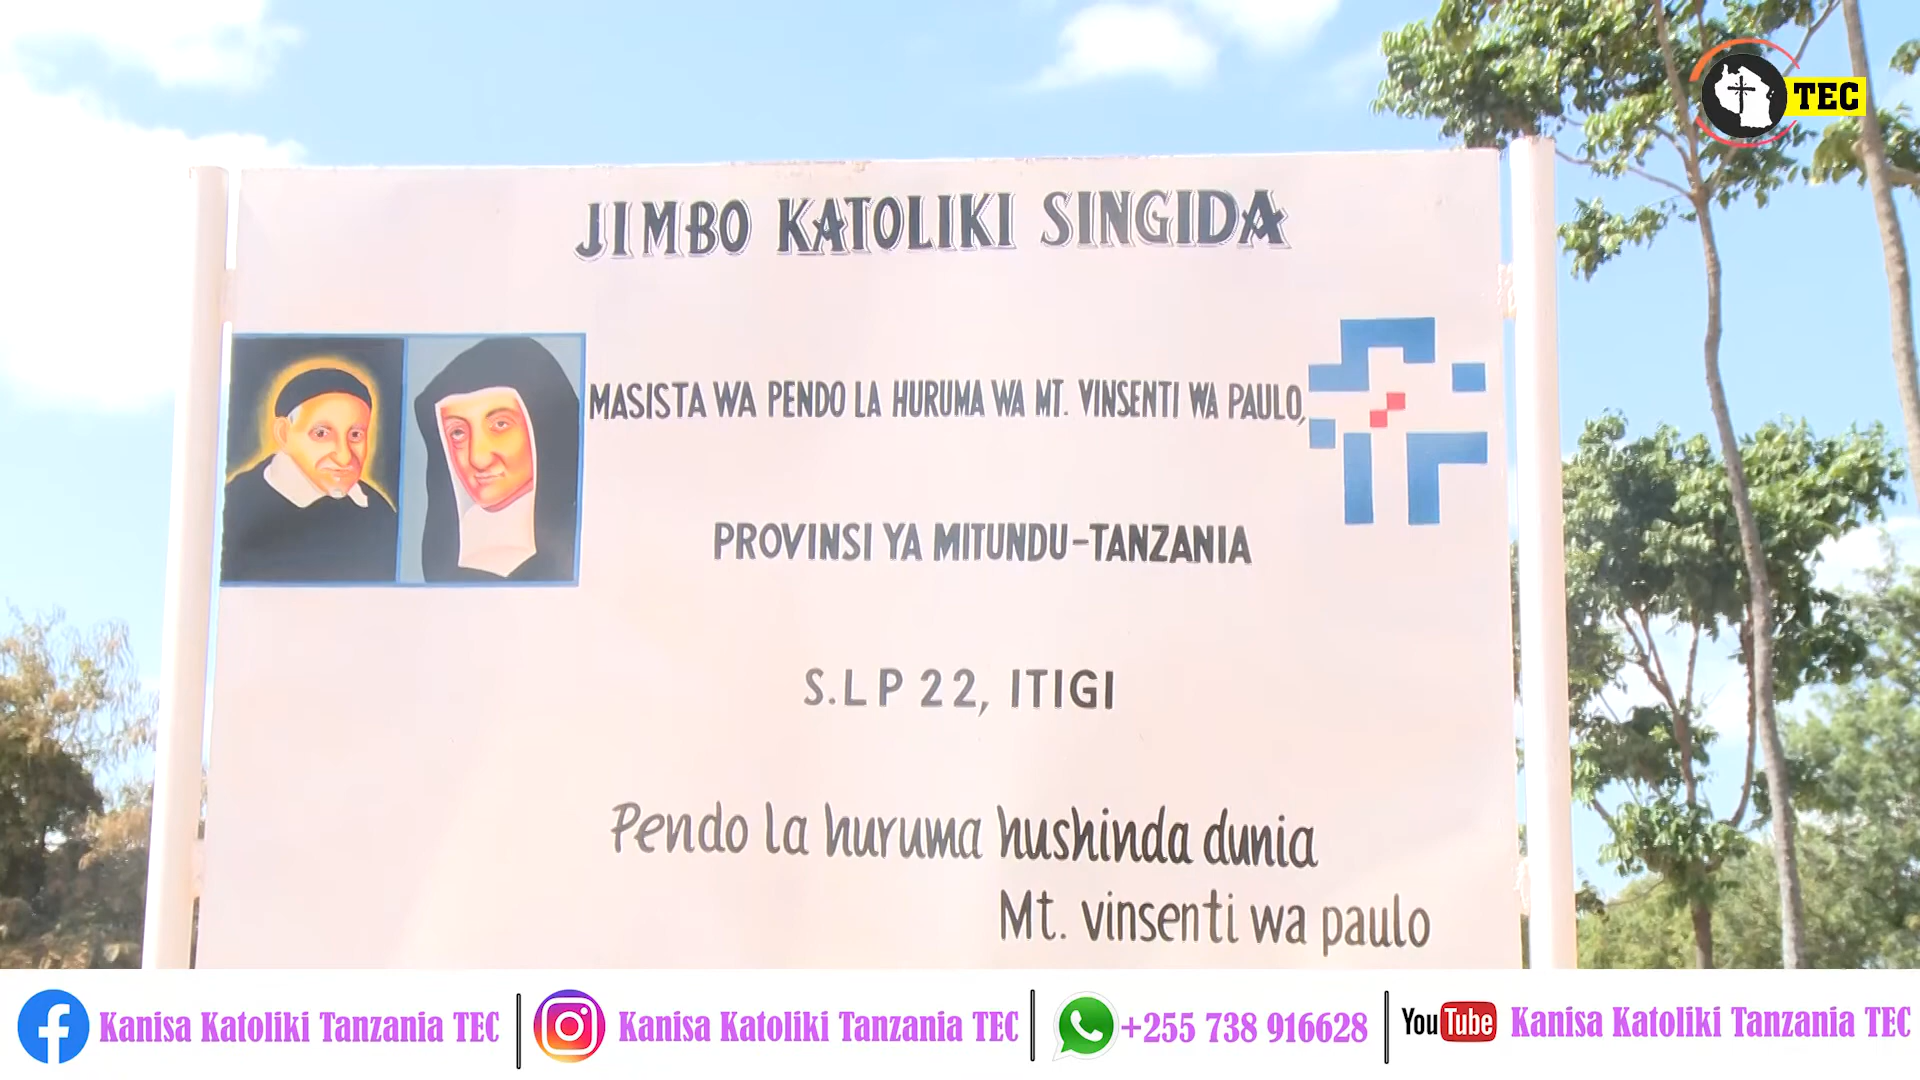 TEC
JIMBO KATOLIKI SINGIDA
MASISTA WA PENDO LA HURUMA WA MT. VINSENTI WA PAULO,
PROVINSI YA MITUNDU-TANZANIA
S.L P 22, ITIGI
Pendo la huruma hushinda dunia
Mt. vinsenti wa paulo
Kanisa Katoliki Tanzania TEC
Kanisa Katoliki Tanzania TEC
+255 738 916628
YouTube Kanisa Katoliki Tanzania TEC